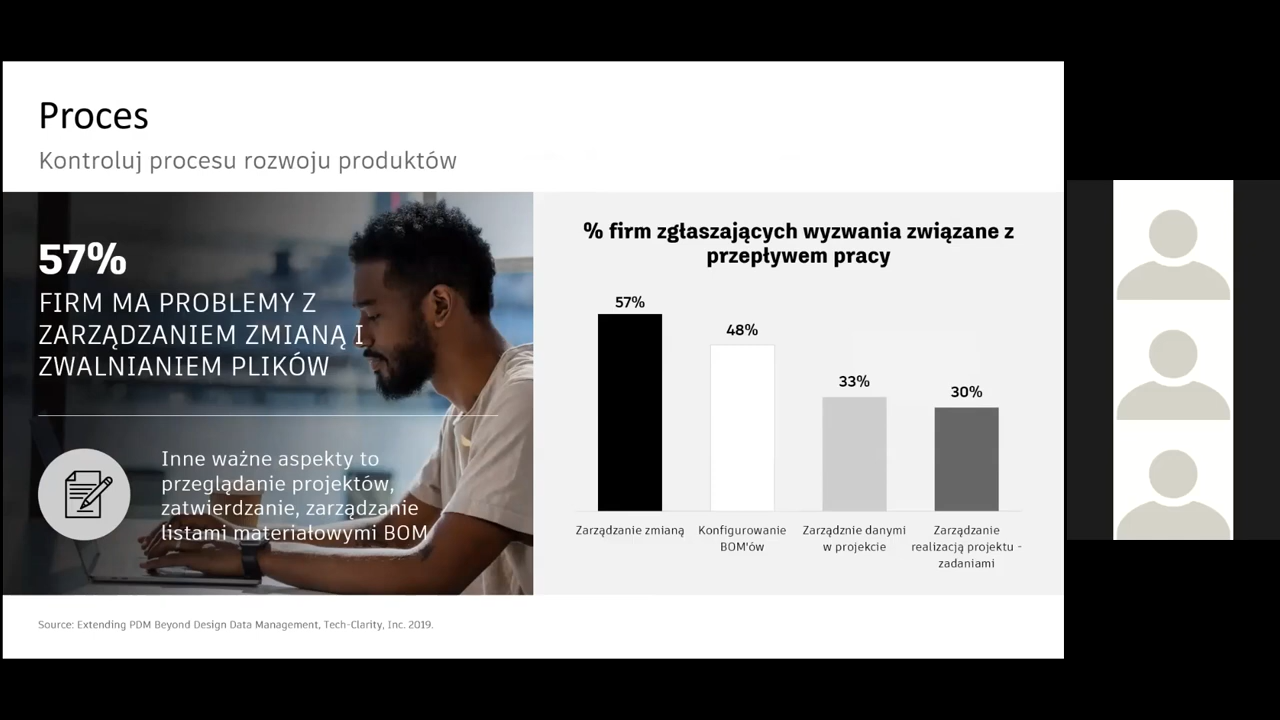 Proces
Kontroluj procesu rozwoju produktów
57%
FIRM MA PROBLEMY Z
ZARZĄDZANIEM ZMIANĄ I
ZWALNIANIEM PLIKÓW
Inne ważne aspekty to
przeglądanie projektów,
zatwierdzanie, zarządzanie
listami materiałowymi BOM
% firm zgłaszających wyzwania związane z
przepływem pracy
57%
48%
33%
30%
Zarządzanie zmianą
Konfigurowanie
BOM'ów
Zarządznie danymi
w projekcie
Zarządzanie
realizacją projektu -
zadaniami
Source: Extending PDM Beyond Design Data Management, Tech-Clarity, Inc. 2019.